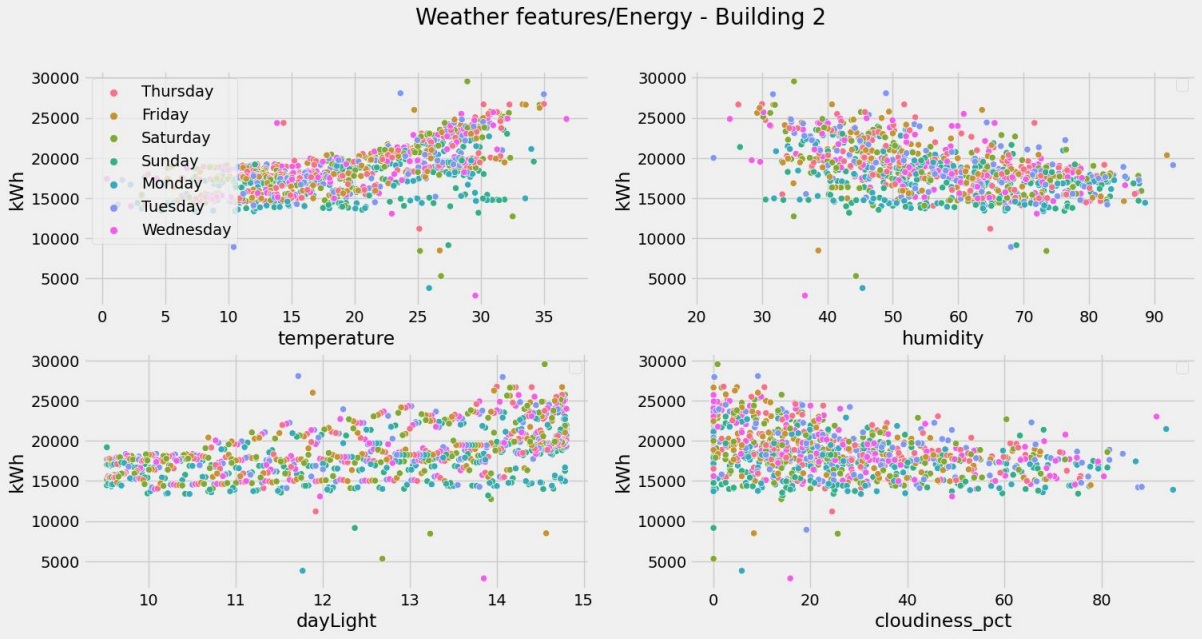 Weather features/Energy - Building 2
30000
25000
20000
15000
10000
5000
kWh
Thursday
Friday
Saturday
Sunday
Monday
Tuesday
Wednesday
0 5 10 15 20 25 30 35
temperature
30000
25000
20000
15000
10000
5000
kWh
20 30 40 50 60 70 80 90
humidity
30000
25000
20000
15000
10000
5000
kWh
10 11 12 13 14 15
dayLight
30000
25000
20000
15000
10000
5000
kWh
0 20 40 60 80
cloudiness_pct